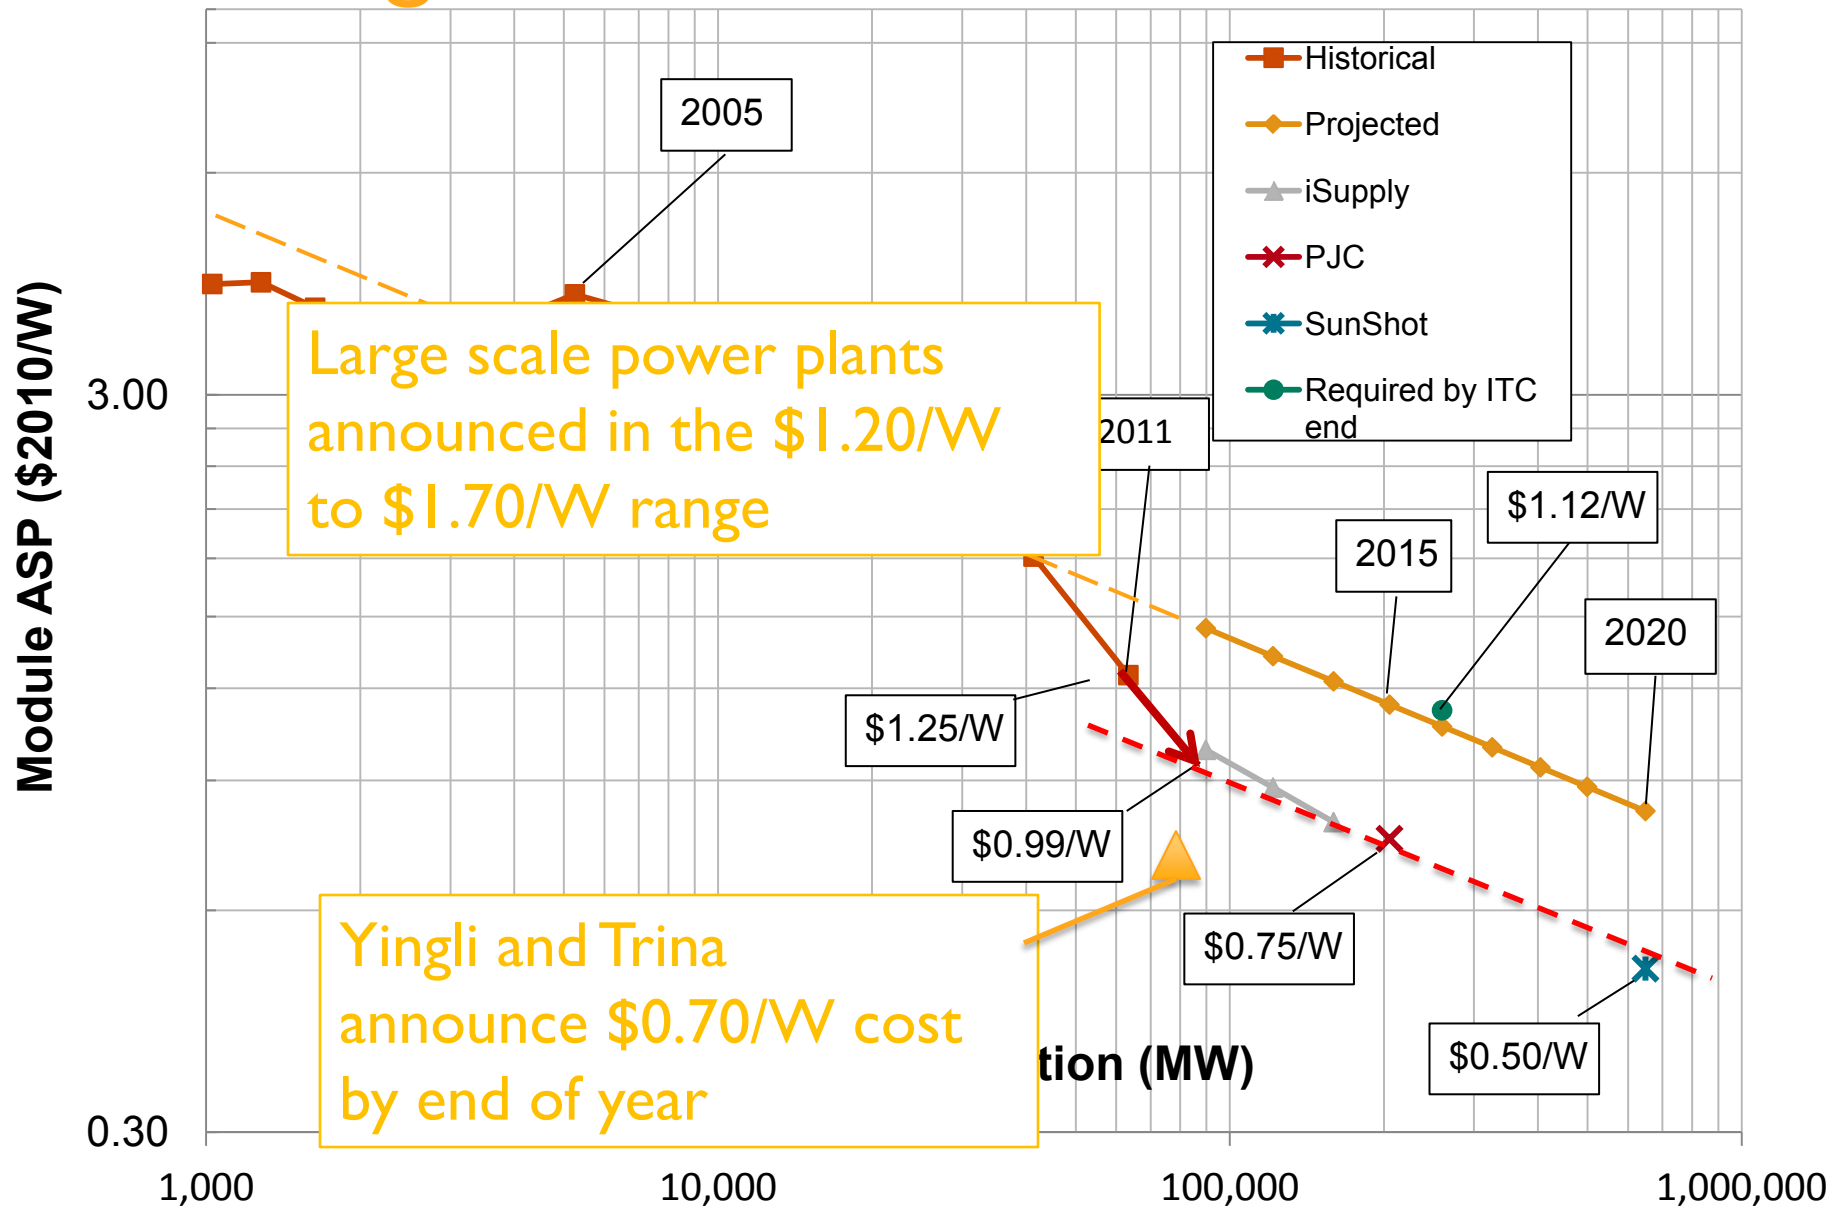 Historical
Projected
iSupply
PJC
SunShot
Required by ITC
end
2005
Module ASP ($2010/W)
3.00
0.30
Large scale power plants
announced in the $1.20/W
to $1.70/W range
2011
$1.12/W
2015
2020
$1.25/W
$0.99/W
$0.75/W
$0.50/W
Yingli and Trina
announce $0.70/W cost
by end of year
(MW)
1,000
10,000
100,000
1,000,000